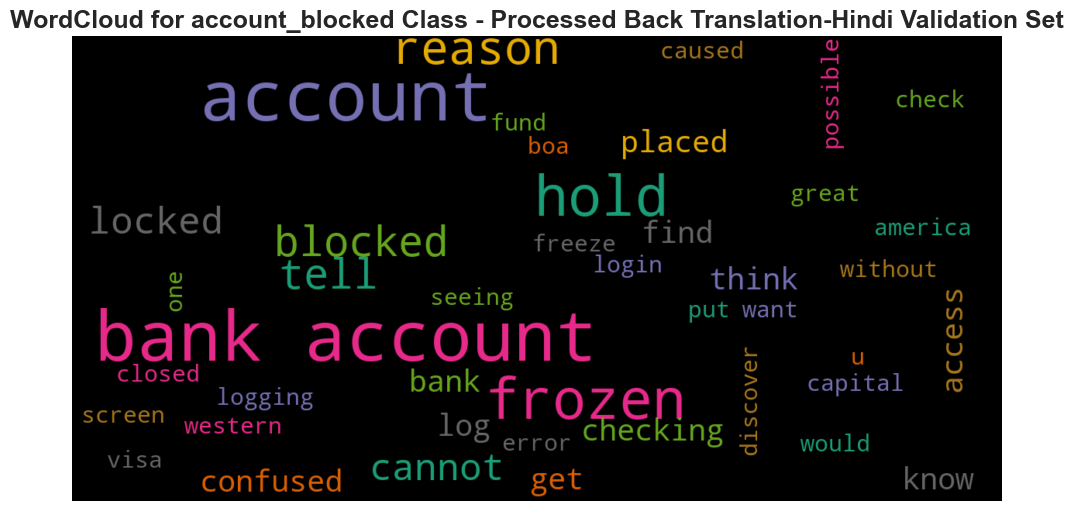 WordCloud for account_blocked Class - Processed Back Translation-Hindi Validation Set
reason
caused
possible
account
check
fund
boa
placed
hold
great
locked
blocked
freeze
find
america
tell
login
think
without
one
seeing
put
want
access
bank account
closed
bank
frozen
discover
u
capital
logging
screen
western
log
error
checking
would
visa
confused
cannot
get
know